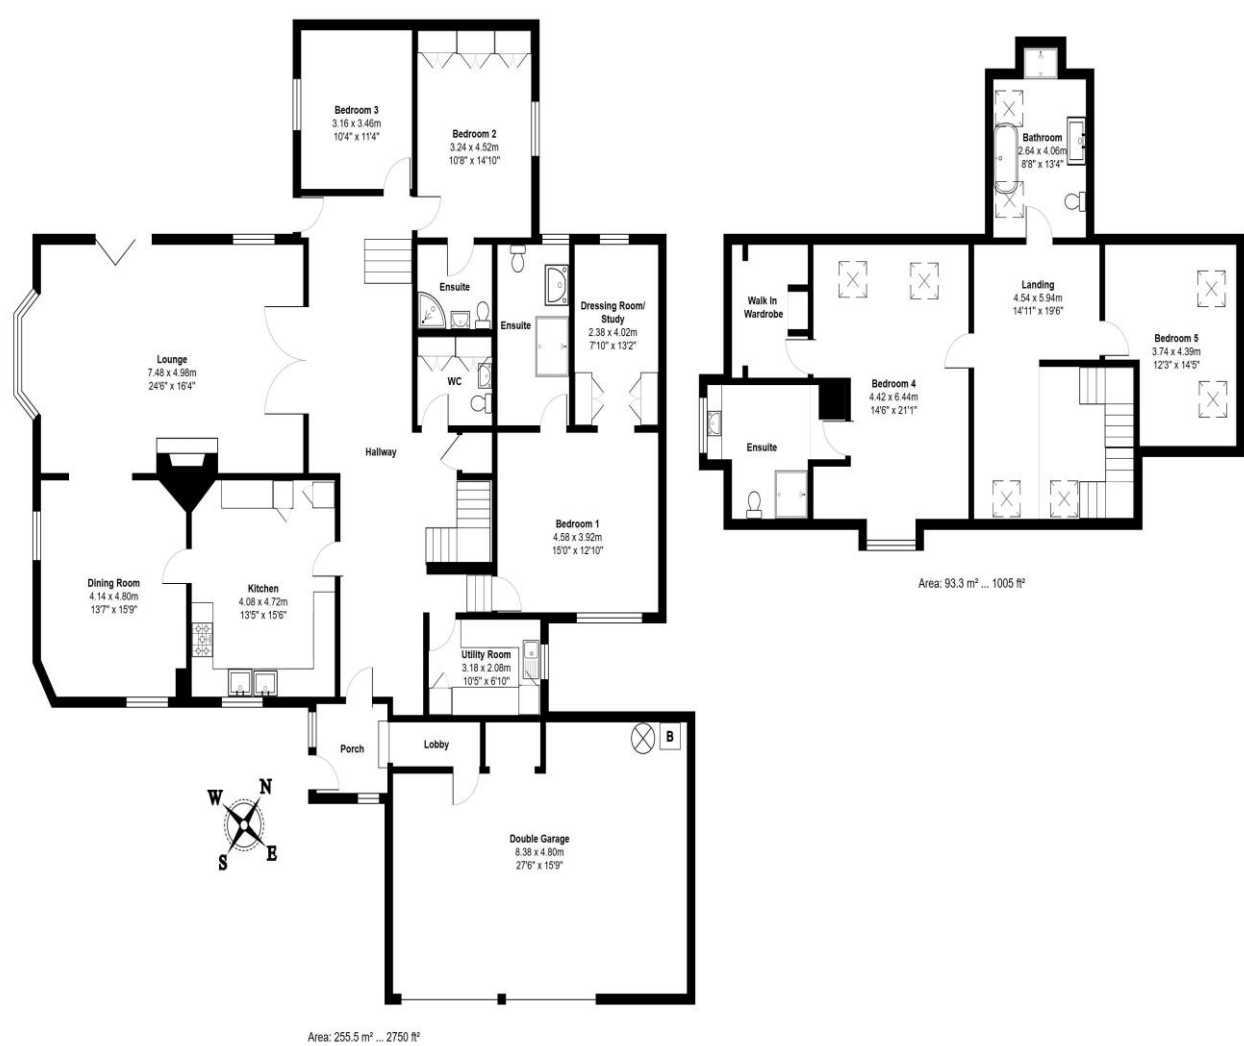 Bedroom 3
3.16 x 3.46m
10'4" x 11'4"
Bedroom 2
3.24 x 4.52m
10'8" x 14'10"
Bathroom
2.64 x 4.06m
8'8" x 13'4"
Ensuite
Ensuite
Dressing Room/
Study
2.38 x 4.02m
7'10" x 13'2"
Walk In
Wardrobe
Landing
4.54 x 5.94m
14'11" x 19'6"
Bedroom 5
3.74 x 4.39m
12'3" x 14'5"
Lounge
7.48 x 4.98m
24'6" x 16'4"
WC
Bedroom 4
4.42 x 6.44m
14'6" x 21'1"
Hallway
Ensuite
Bedroom 1
4.58 x 3.92m
15'0" x 12'10"
Dining Room
4.14 x 4.80m
13'7" x 15'9"
Kitchen
4.08 x 4.72m
13'5" x 15'6"
Area: 93.3 m² ... 1005 ft²
Utility Room
3.18 x 2.08m
10'5" x 6'10"
Porch
Lobby
B
N
W
E
S
Double Garage
8.38 x 4.80m
27'6" x 15'9"
Area: 255.5 m² ... 2750 ft²